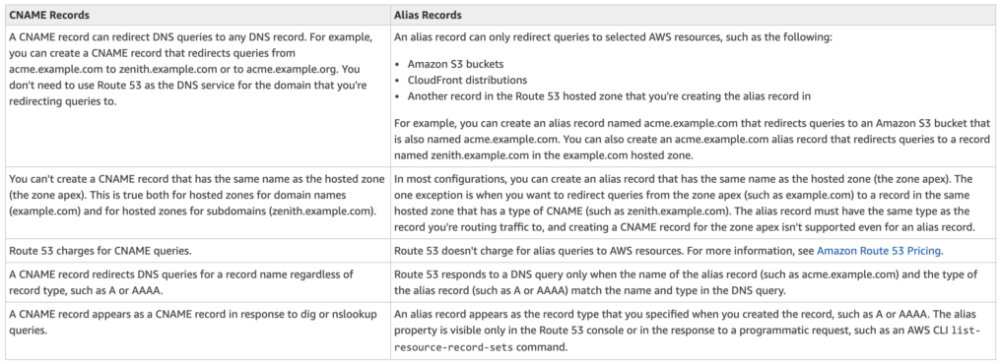 CNAME Records
Alias Records
A CNAME record can redirect DNS queries to any DNS record. For example,
you can create a CNAME record that redirects queries from
acme.example.com to zenith.example.com or to acme.example.org. You
don't need to use Route 53 as the DNS service for the domain that you're
redirecting queries to.
An alias record can only redirect queries to selected AWS resources, such as the following:
• Amazon S3 buckets
• CloudFront distributions
• Another record in the Route 53 hosted zone that you're creating the alias record in
For example, you can create an alias record named acme.example.com that redirects queries to an Amazon S3 bucket that
is also named acme.example.com. You can also create an acme.example.com alias record that redirects queries to a record
named zenith.example.com in the example.com hosted zone.
You can't create a CNAME record that has the same name as the hosted zone
(the zone apex). This is true both for hosted zones for domain names
(example.com) and for hosted zones for subdomains (zenith.example.com).
In most configurations, you can create an alias record that has the same name as the hosted zone (the zone apex). The
one exception is when you want to redirect queries from the zone apex (such as example.com) to a record in the same
hosted zone that has a type of CNAME (such as zenith.example.com). The alias record must have the same type as the
record you're routing traffic to, and creating a CNAME record for the zone apex isn't supported even for an alias record.
Route 53 charges for CNAME queries.
Route 53 doesn't charge for alias queries to AWS resources. For more information, see Amazon Route 53 Pricing.
A CNAME record redirects DNS queries for a record name regardless of
record type, such as A or AAAA.
Route 53 responds to a DNS query only when the name of the alias record (such as acme.example.com) and the type of
the alias record (such as A or AAAA) match the name and type in the DNS query.
A CNAME record appears as a CNAME record in response to dig or nslookup
queries.
An alias record appears as the record type that you specified when you created the record, such as A or AAAA. The alias
property is visible only in the Route 53 console or in the response to a programmatic request, such as an AWS CLI list-
resource-record-sets command.